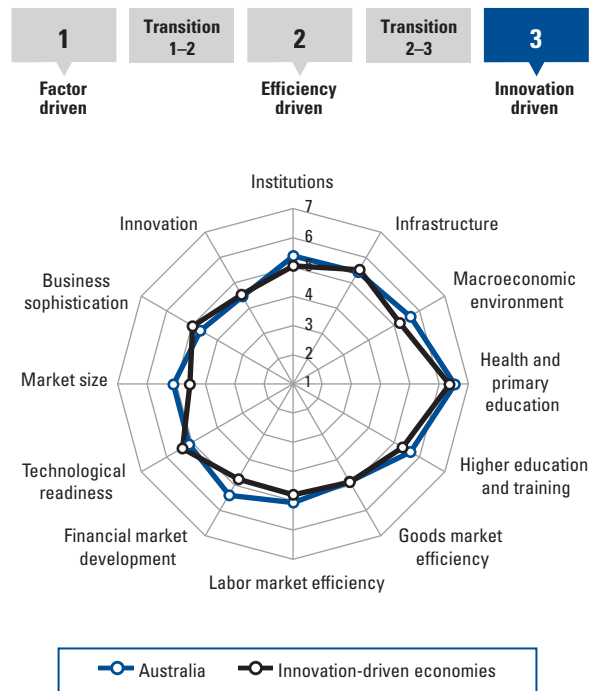 1
Transition
1–2
2
Transition
2–3
3
Factor
driven
Efficiency
driven
Innovation
driven
Institutions
Innovation
Infrastructure
Business
sophistication
Macroeconomic
environment
Market size
Health and
primary
education
Technological
readiness
Higher education
and training
Financial market
development
Goods market
efficiency
Labor market efficiency
7
6
5
4
3
2
1
Australia
Innovation-driven economies